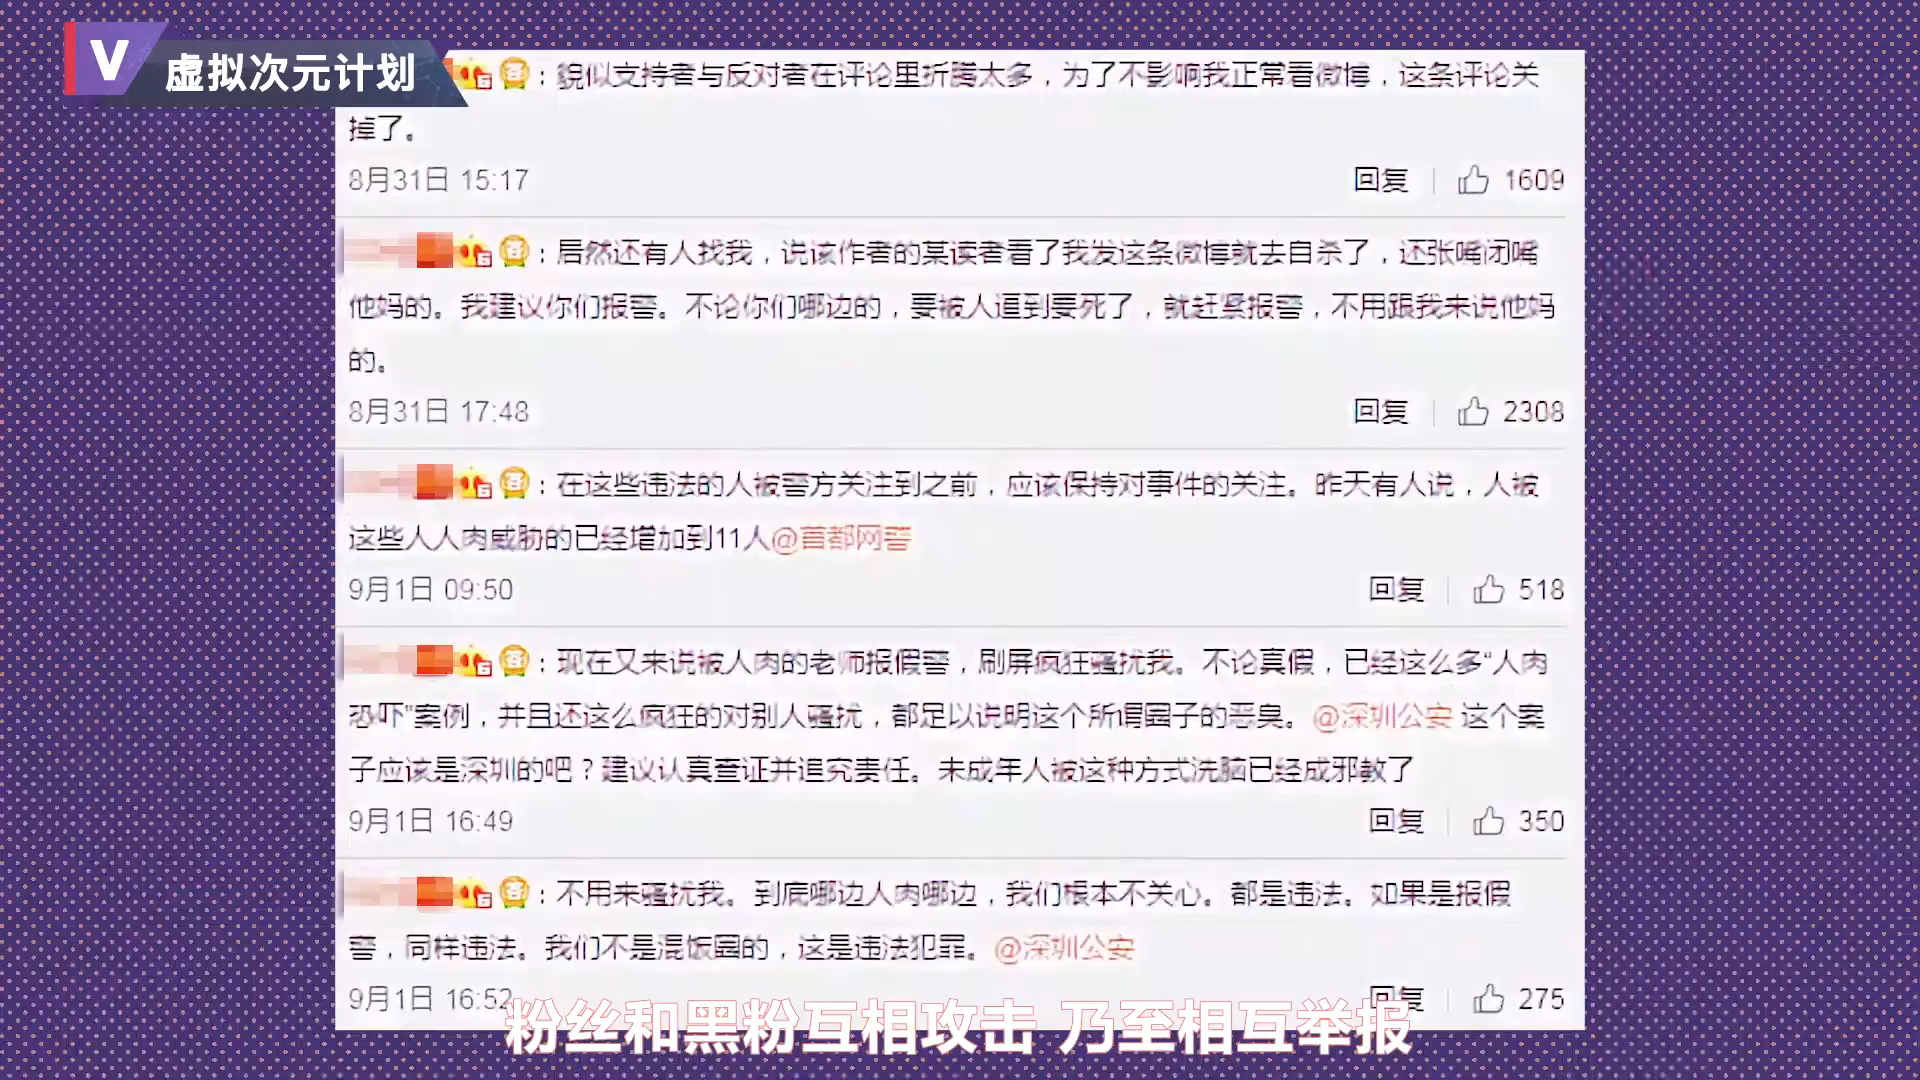 V 虚拟次元计划
：貌似支持者与反对者在评论里折腾太多，为了不影响我正常看微博，这条评论关
掉了。
8月31日 15:17 回复 1609
：居然还有人找我，说该作者的某读者看了我发这条微博就去自杀了，还张嘴闭嘴
他妈的。我建议你们报警。不论你们哪边的，要被人逼到要死了，就赶紧报警，不用跟我来说他妈
的。
8月31日 17:48 回复 2308
：在这些违法的人被警方关注到之前，应该保持对事件的关注。昨天有人说，人被
这些人人肉威胁的已经增加到11人@首都网警
9月1日 09:50 回复 518
：现在又来说被人肉的老师报假警，刷屏疯狂骚扰我。不论真假，已经这么多“人肉
恐吓”案例，并且还这么疯狂的对别人骚扰，都足以说明这个所谓圈子的恶臭。@深圳公安 这个案
子应该是深圳的吧？建议认真查证并追究责任。未成年人被这种方式洗脑已经成邪教了
9月1日 16:49 回复 350
：不用来骚扰我。到底哪边人肉哪边，我们根本不关心。都是违法。如果是报假
警，同样违法。我们不是混饭圈的，这是违法犯罪。@深圳公安
9月1日 16:52 回复 275
粉丝和黑粉互相攻击 乃至相互举报